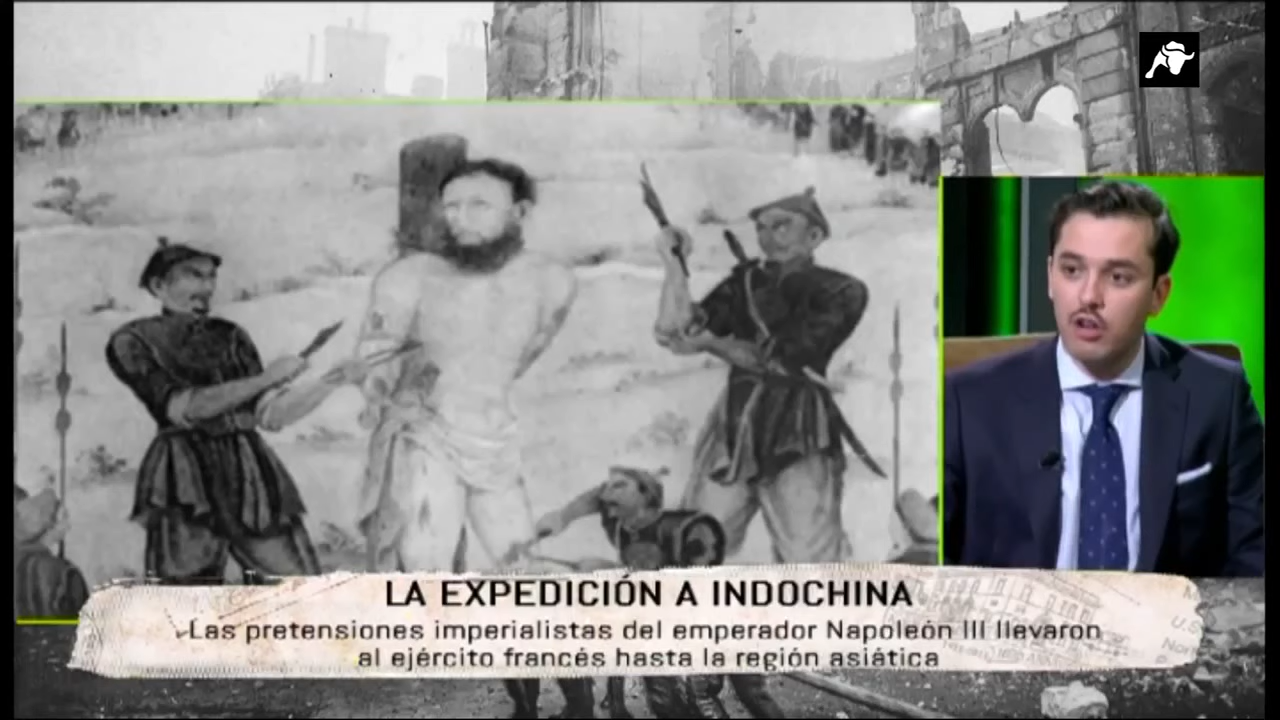 LA EXPEDICIÓN A INDOCHINA
Las pretensiones imperialistas del emperador Napoleón III llevaron
al ejército francés hasta la región asiática